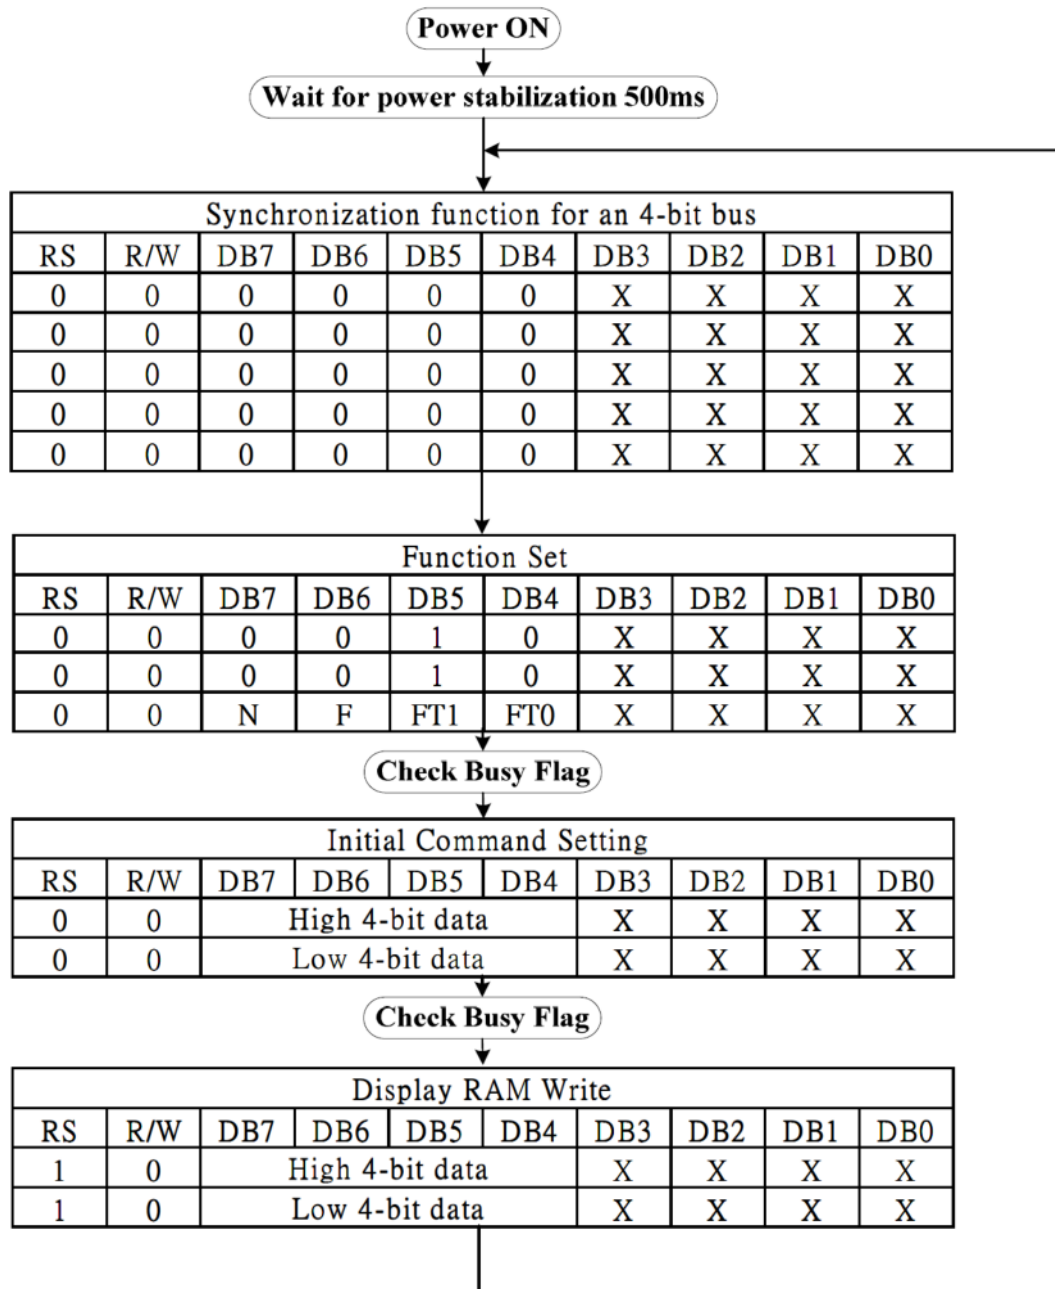 Power ON
Wait for power stabilization 500ms
Synchronization function for an 4-bit bus
RS R/W DB7 DB6 DB5 DB4 DB3 DB2 DB1 DB0
0 0 0 0 0 0 X X X X
0 0 0 0 0 0 X X X X
0 0 0 0 0 0 X X X X
0 0 0 0 0 0 X X X X
0 0 0 0 0 0 X X X X
Function Set
RS R/W DB7 DB6 DB5 DB4 DB3 DB2 DB1 DB0
0 0 0 0 1 0 X X X X
0 0 0 0 1 0 X X X X
0 0 N F FT1 FT0 X X X X
Check Busy Flag
Initial Command Setting
RS R/W DB7 DB6 DB5 DB4 DB3 DB2 DB1 DB0
0 0 High 4-bit data X X X X
0 0 Low 4-bit data X X X X
Check Busy Flag
Display RAM Write
RS R/W DB7 DB6 DB5 DB4 DB3 DB2 DB1 DB0
1 0 High 4-bit data X X X X
1 0 Low 4-bit data X X X X